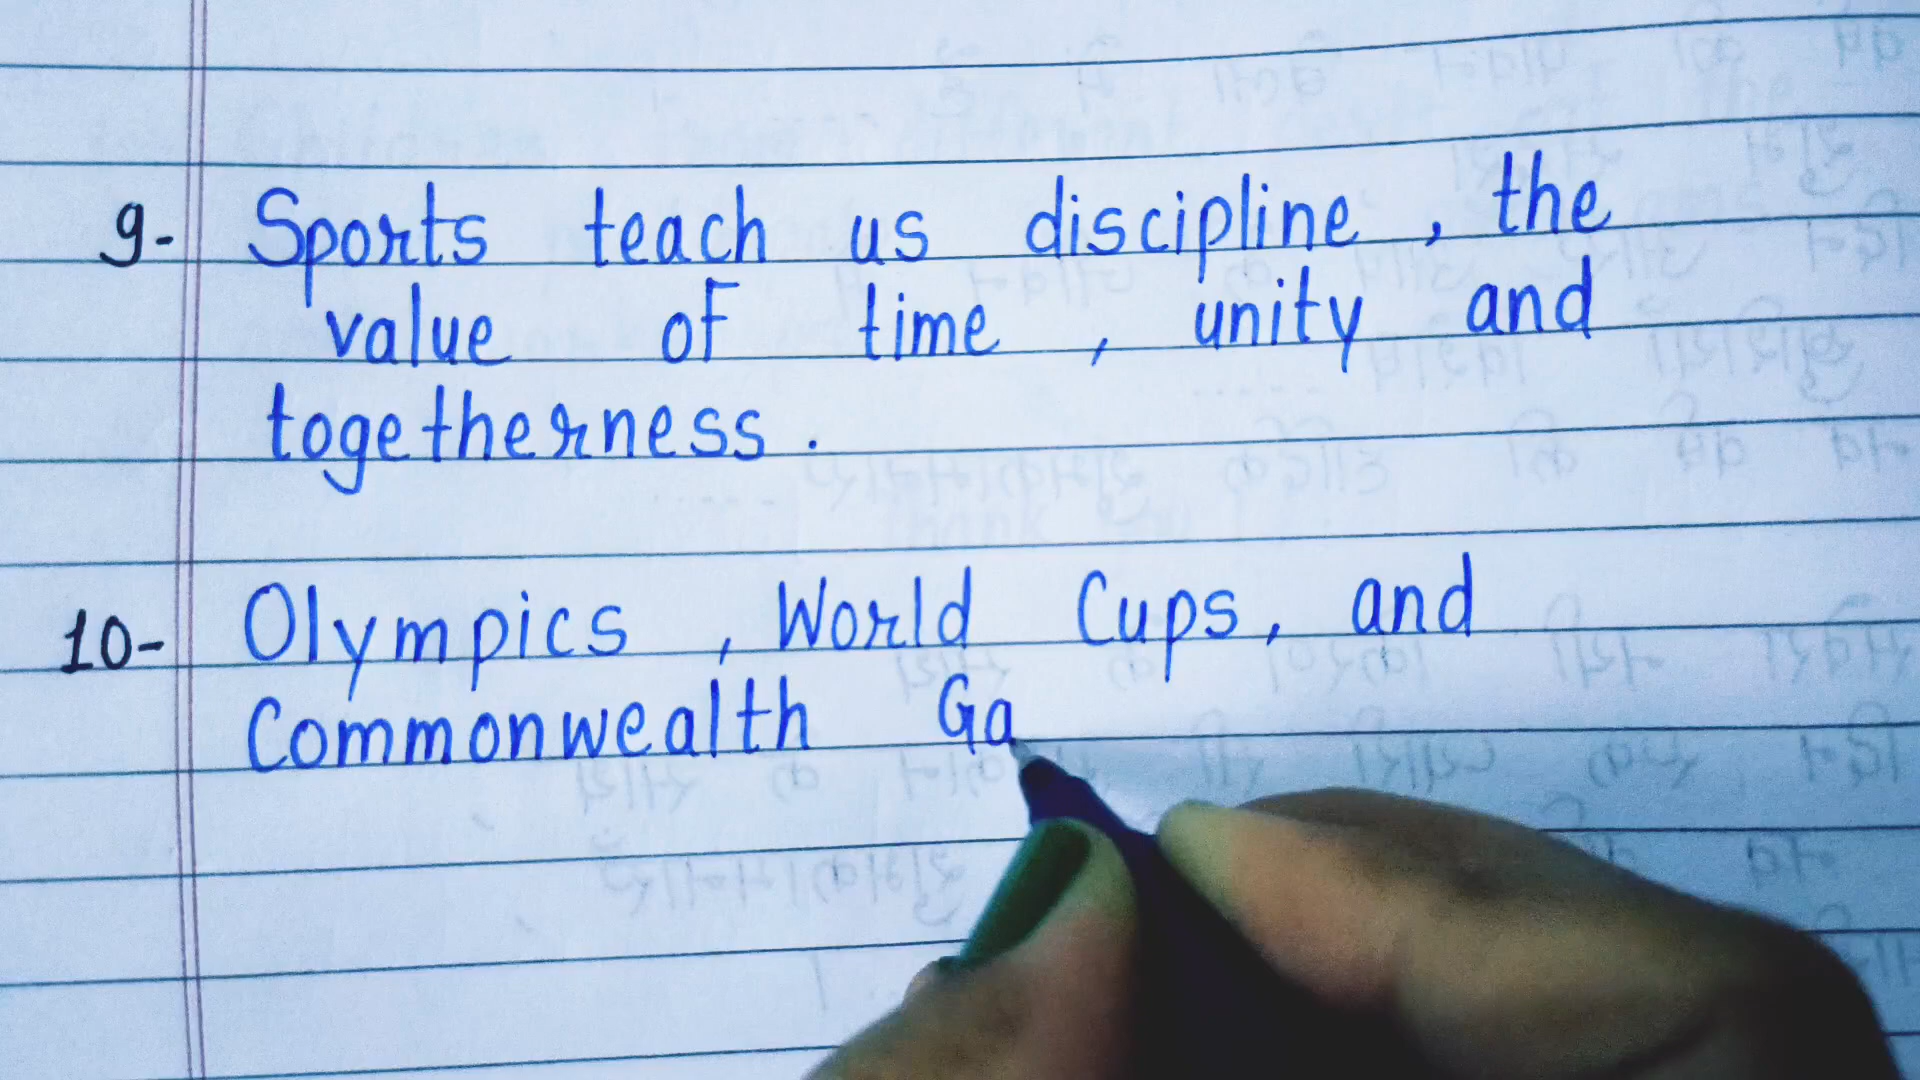 9- Sports teach us discipline, the
value of time, unity and
togetherness.
10- Olympics, World Cups, and
Commonwealth Ga